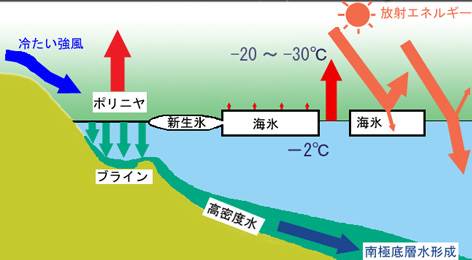 放射エネルギー
冷たい強風
-20 ～ -30℃
ポリニヤ
新生氷
海氷
海氷
－2℃
ブライン
高密度水
南極底層水形成